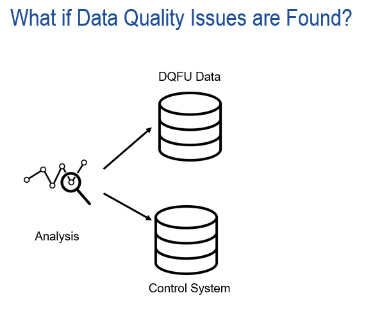 What if Data Quality Issues are Found?
DQFU Data
Analysis
Control System